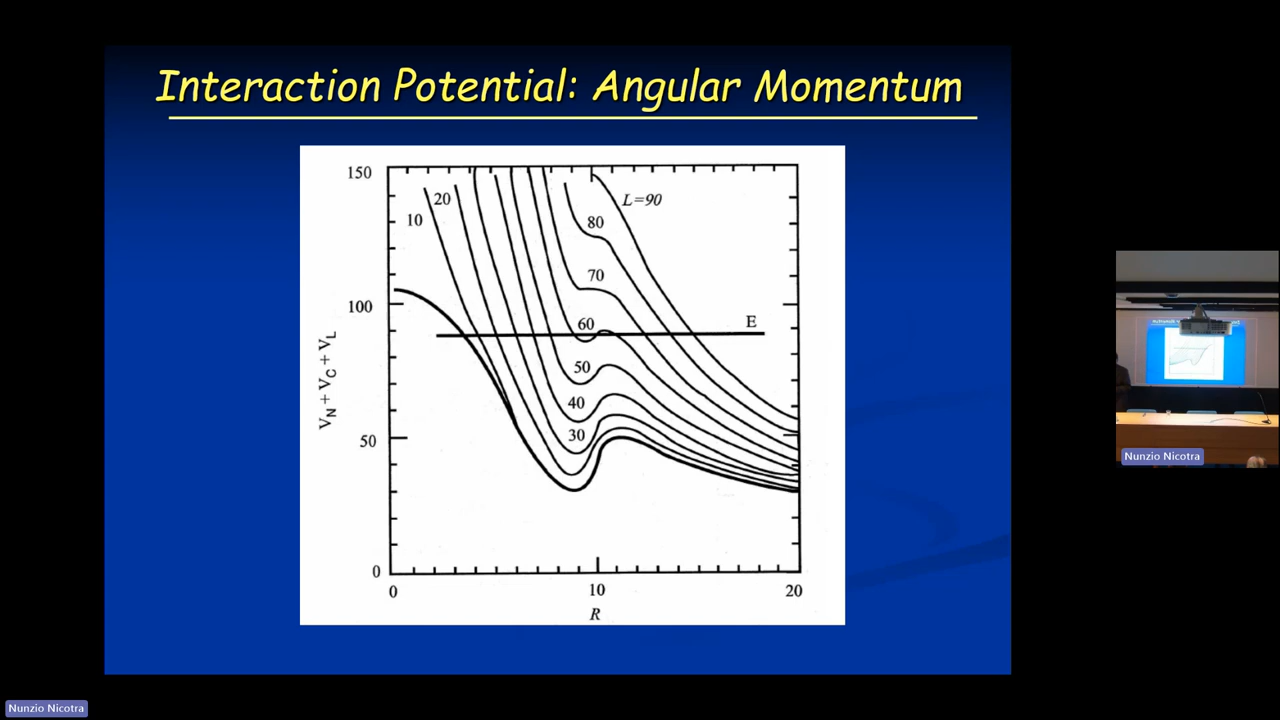 Interaction Potential: Angular Momentum
150
100
50
0
V_N + V_C + V_L
10
20
L=90
80
70
60
E
50
40
30
0
10
20
R
Nunzio Nicotra
Nunzio Nicotra